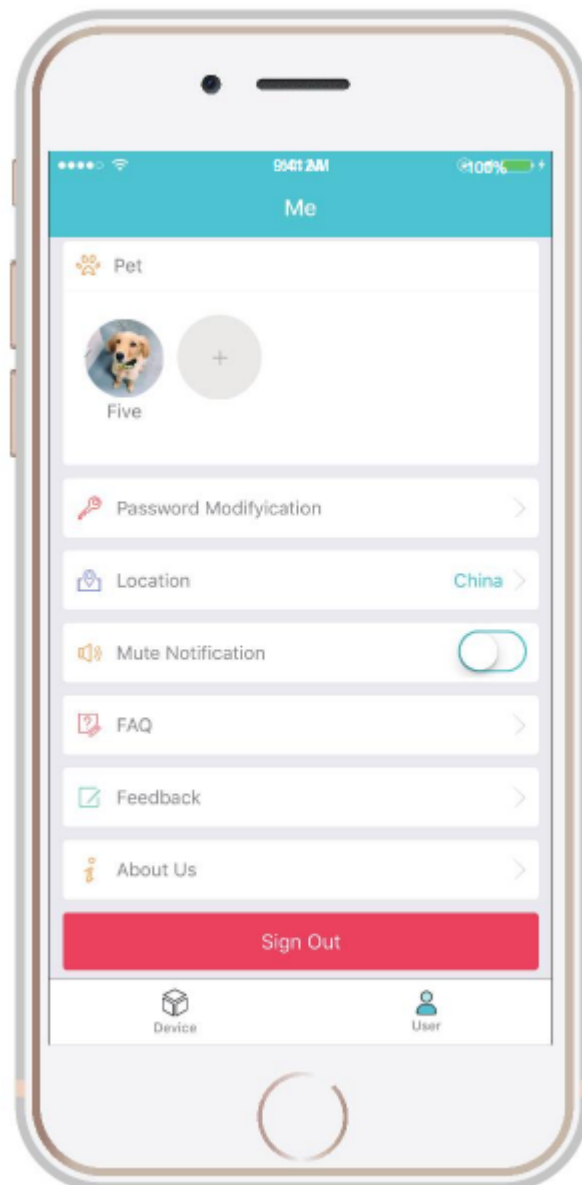 100%
Me
Pet
+
Five
Password Modifyication
Location China
Mute Notification
FAQ
Feedback
About Us
Sign Out
Device User